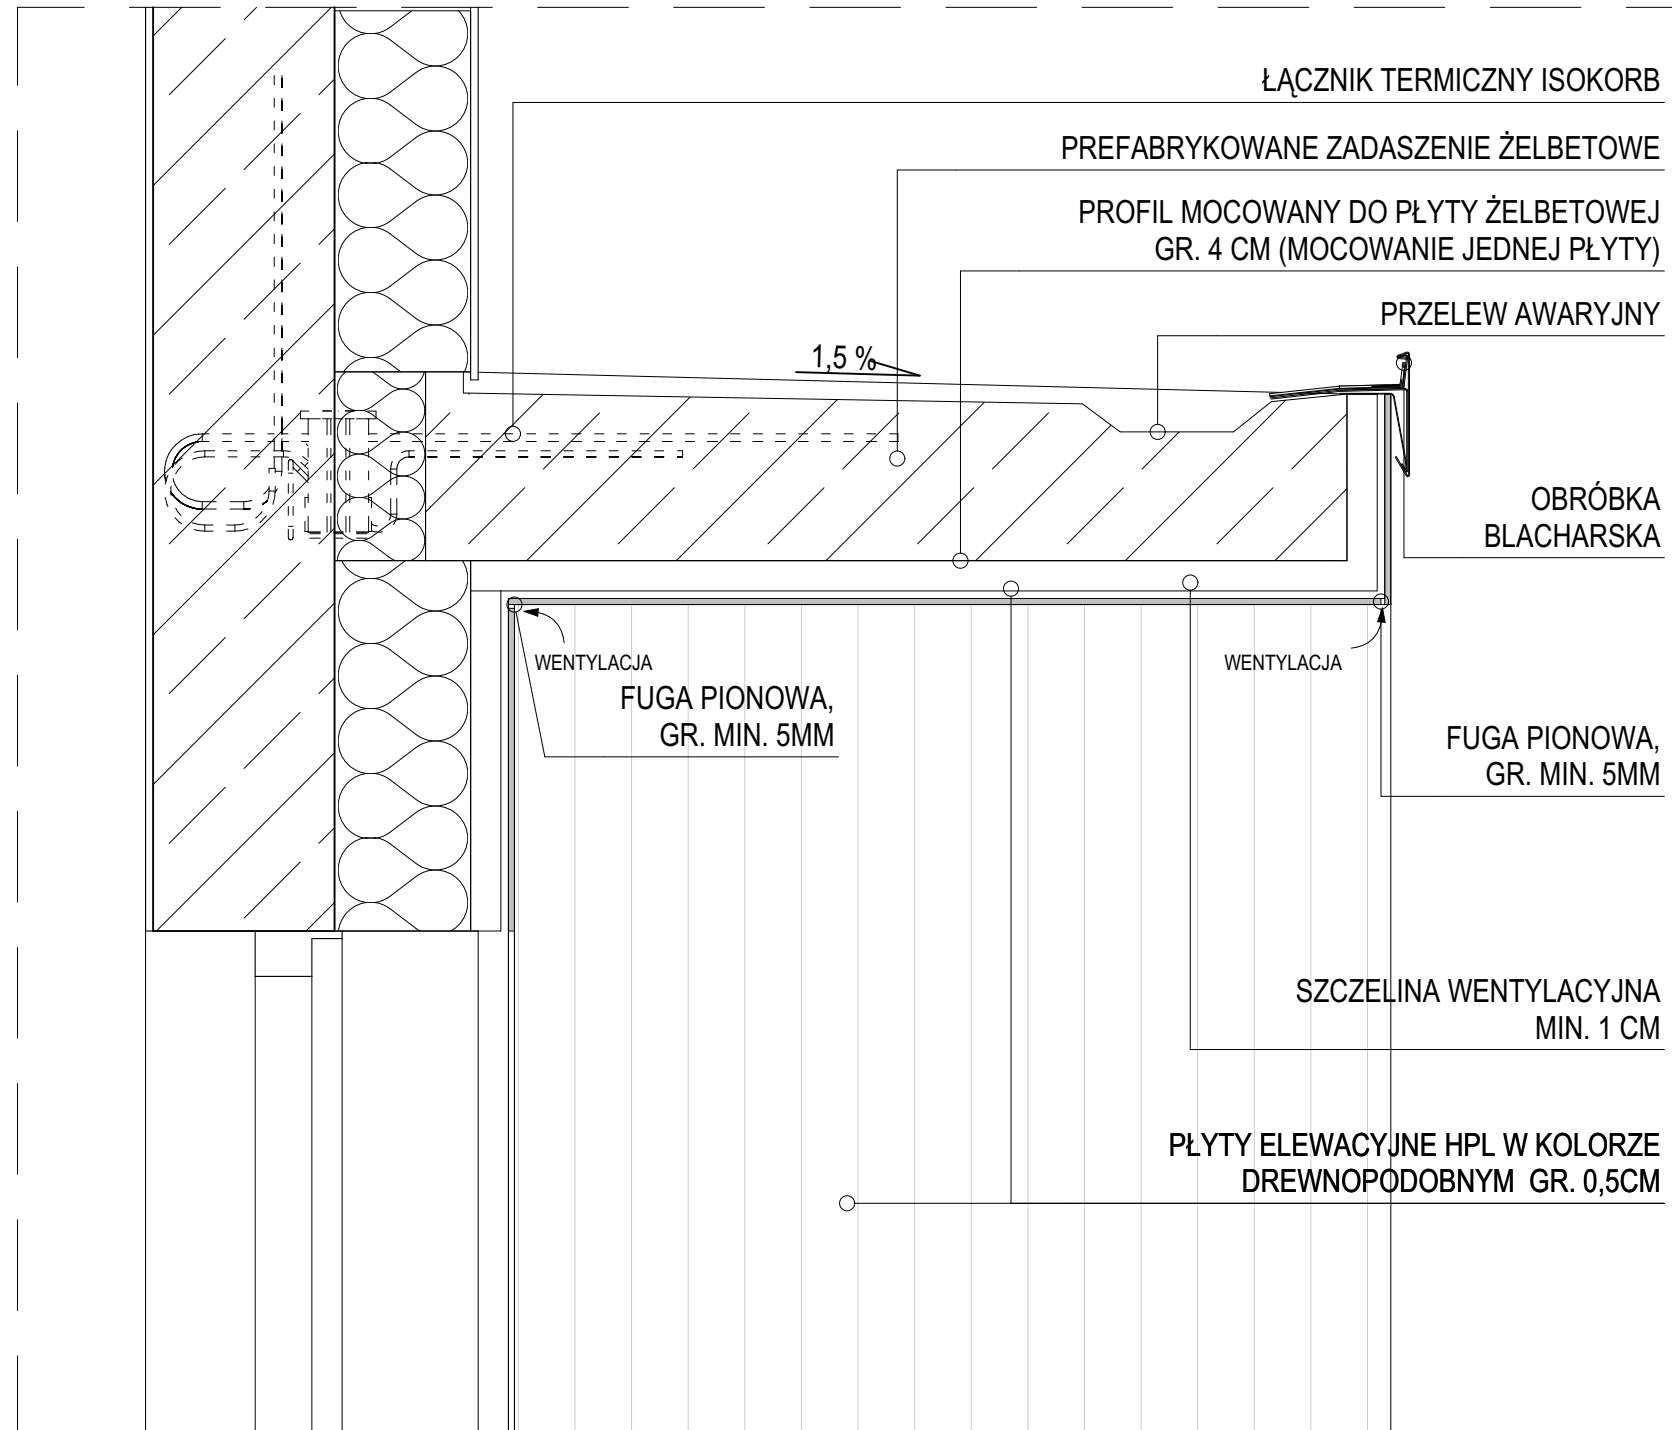 ŁĄCZNIK TERMICZNY ISOKORB
PREFABRYKOWANE ZADASZENIE ŻELBETOWE
PROFIL MOCOWANY DO PŁYTY ŻELBETOWEJ
GR. 4 CM (MOCOWANIE JEDNEJ PŁYTY)
PRZELEW AWARYJNY
1,5 %
OBRÓBKA
BLACHARSKA
WENTYLACJA
WENTYLACJA
FUGA PIONOWA,
GR. MIN. 5MM
FUGA PIONOWA,
GR. MIN. 5MM
SZCZELINA WENTYLACYJNA
MIN. 1 CM
PŁYTY ELEWACYJNE HPL W KOLORZE
DREWNOPODOBNYM GR. 0,5CM